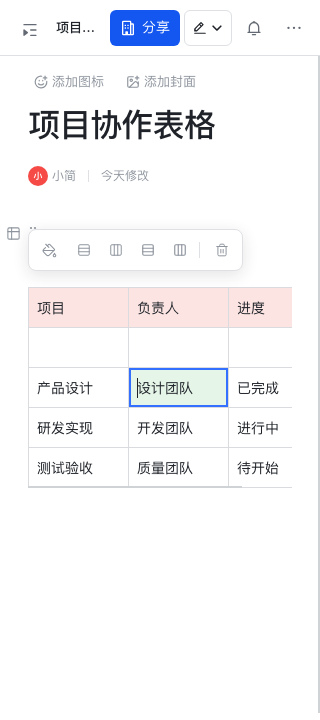 项目...
分享
添加图标 添加封面
项目协作表格
小 小简 今天修改
项目 负责人 进度
产品设计 设计团队 已完成
研发实现 开发团队 进行中
测试验收 质量团队 待开始